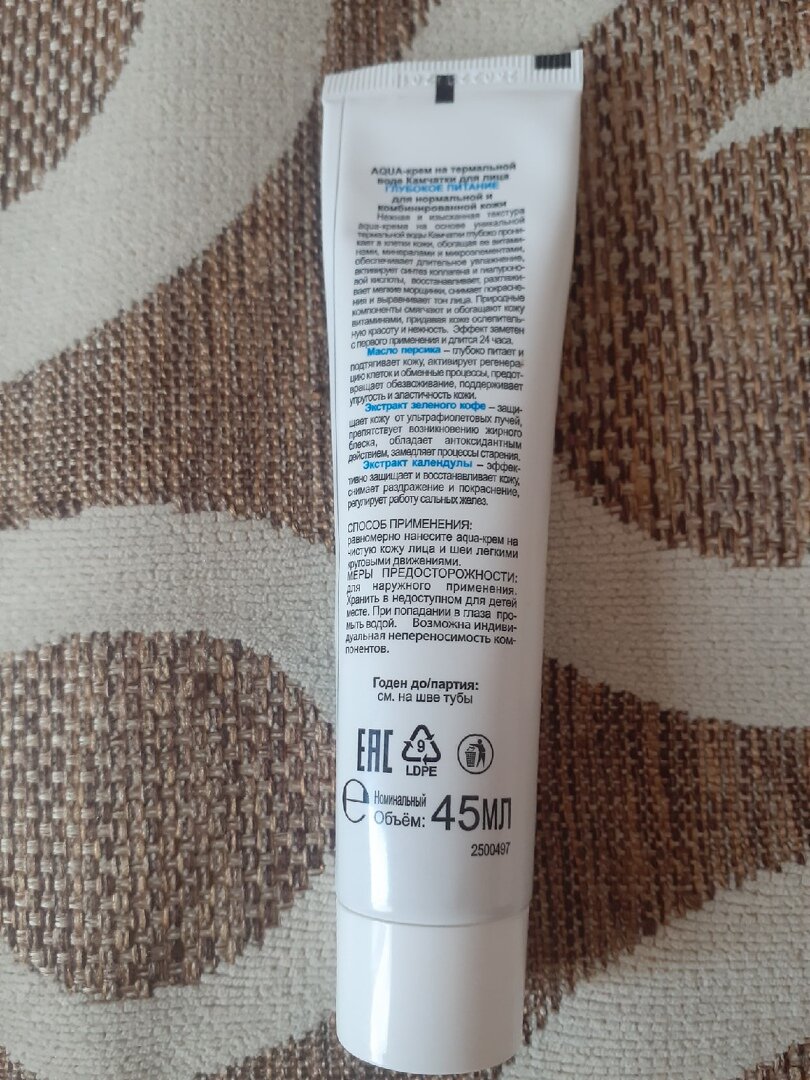 AQUA-крем на термальной
воде Камчатки для лица
ГЛУБОКОЕ ПИТАНИЕ
для нормальной и
комбинированной кожи
Нежная и изысканная текстура
aqua-крема на основе уникальной
термальной воды Камчатки глубоко прони-
кает в клетки кожи, обогащая ее витами-
нами, минералами и микроэлементами,
обеспечивает длительное увлажнение,
активирует синтез коллагена и гиалуроно-
вой кислоты, восстанавливает, разглажи-
вает мелкие морщинки, снимает покрасне-
ния и выравнивает тон лица. Природные
компоненты смягчают и обогащают кожу
витаминами, придавая коже ослепитель-
ную красоту и нежность. Эффект заметен
с первого применения и длится 24 часа.
Масло персика – глубоко питает и
подтягивает кожу, активирует регенера-
цию клеток и обменные процессы, предот-
вращает обезвоживание, поддерживает
упругость и эластичность кожи.
Экстракт зеленого кофе – защи-
щает кожу от ультрафиолетовых лучей,
препятствует возникновению жирного
блеска, обладает антиоксидантным
действием, замедляет процессы старения.
Экстракт календулы – эффек-
тивно защищает и восстанавливает кожу,
снимает раздражение и покраснение,
регулирует работу сальных желез.
СПОСОБ ПРИМЕНЕНИЯ:
равномерно нанесите aqua-крем на
чистую кожу лица и шеи легкими
круговыми движениями.
МЕРЫ ПРЕДОСТОРОЖНОСТИ:
для наружного применения.
Хранить в недоступном для детей
месте. При попадании в глаза про-
мыть водой. Возможна индиви-
дуальная непереносимость ком-
понентов.
Годен до/партия:
см. на шве тубы
EAC
9
LDPE
e Номинальный
Объём: 45МЛ
2500497